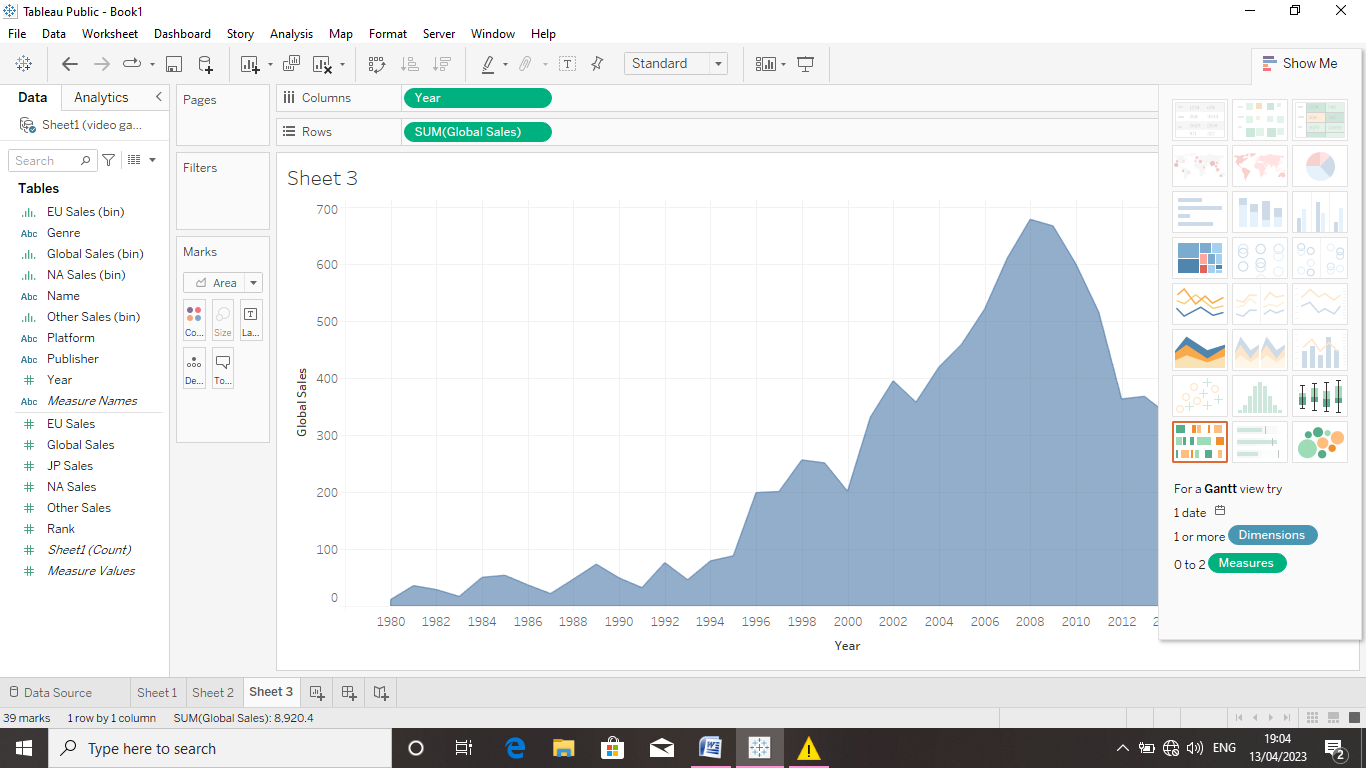 Tableau Public - Book1
File Data Worksheet Dashboard Story Analysis Map Format Server Window Help
Standard
Show Me
Data Analytics
Sheet1 (video ga...
Search
Tables
EU Sales (bin)
Abc Genre
Global Sales (bin)
NA Sales (bin)
Abc Name
Other Sales (bin)
Abc Platform
Abc Publisher
# Year
Abc Measure Names
# EU Sales
# Global Sales
# JP Sales
# NA Sales
# Other Sales
# Rank
# Sheet1 (Count)
# Measure Values
Pages
Filters
Marks
Area
Co... Size La...
De... To...
Columns Year
Rows SUM(Global Sales)
Sheet 3
700
600
500
400
300
200
100
0
Global Sales
1980 1982 1984 1986 1988 1990 1992 1994 1996 1998 2000 2002 2004 2006 2008 2010 2012 2
Year
For a Gantt view try
1 date
1 or more Dimensions
0 to 2 Measures
Data Source Sheet 1 Sheet 2 Sheet 3
39 marks 1 row by 1 column SUM(Global Sales): 8,920.4
Type here to search
ENG
19:04
13/04/2023
2